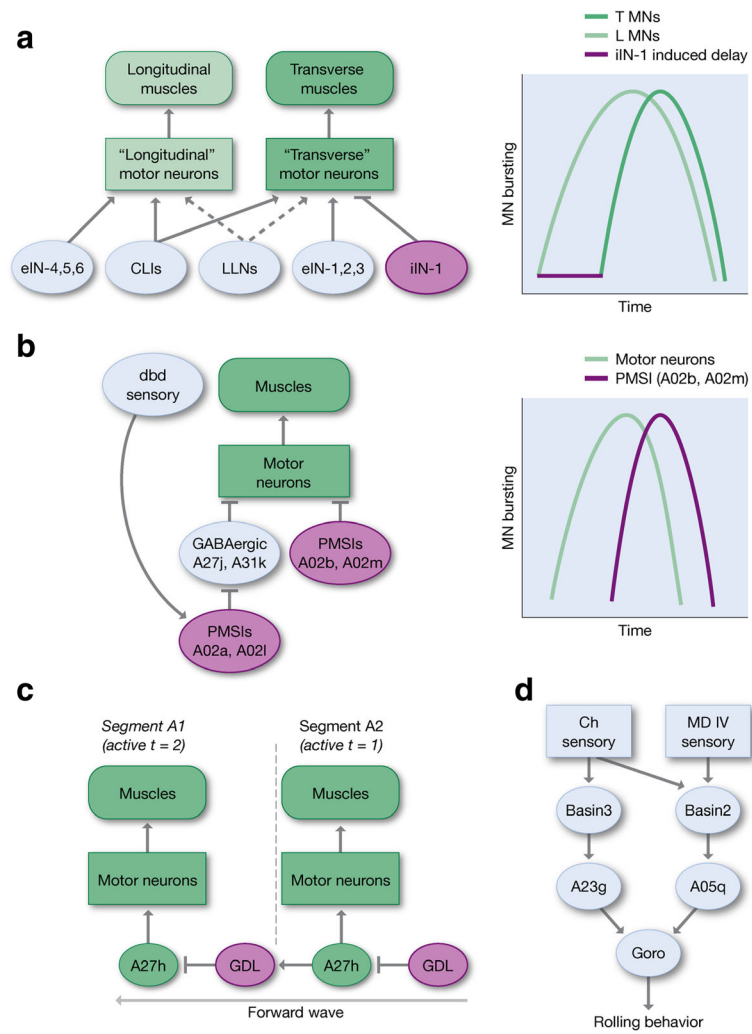 a
T MNs
L MNs
iIN-1 induced delay
Longitudinal
muscles
Transverse
muscles
“Longitudinal”
motor neurons
“Transverse”
motor neurons
eIN-4,5,6
CLIs
LLNs
eIN-1,2,3
iIN-1
MN bursting
Time
b
dbd
sensory
Muscles
Motor
neurons
GABAergic
A27j, A31k
PMSIs
A02b, A02m
PMSIs
A02a, A02l
Motor neurons
PMSI (A02b, A02m)
MN bursting
Time
c
Segment A1
(active t = 2)
Segment A2
(active t = 1)
Muscles
Muscles
Motor neurons
Motor neurons
A27h
GDL
A27h
GDL
Forward wave
d
Ch
sensory
MD IV
sensory
Basin3
Basin2
A23g
A05q
Goro
Rolling behavior